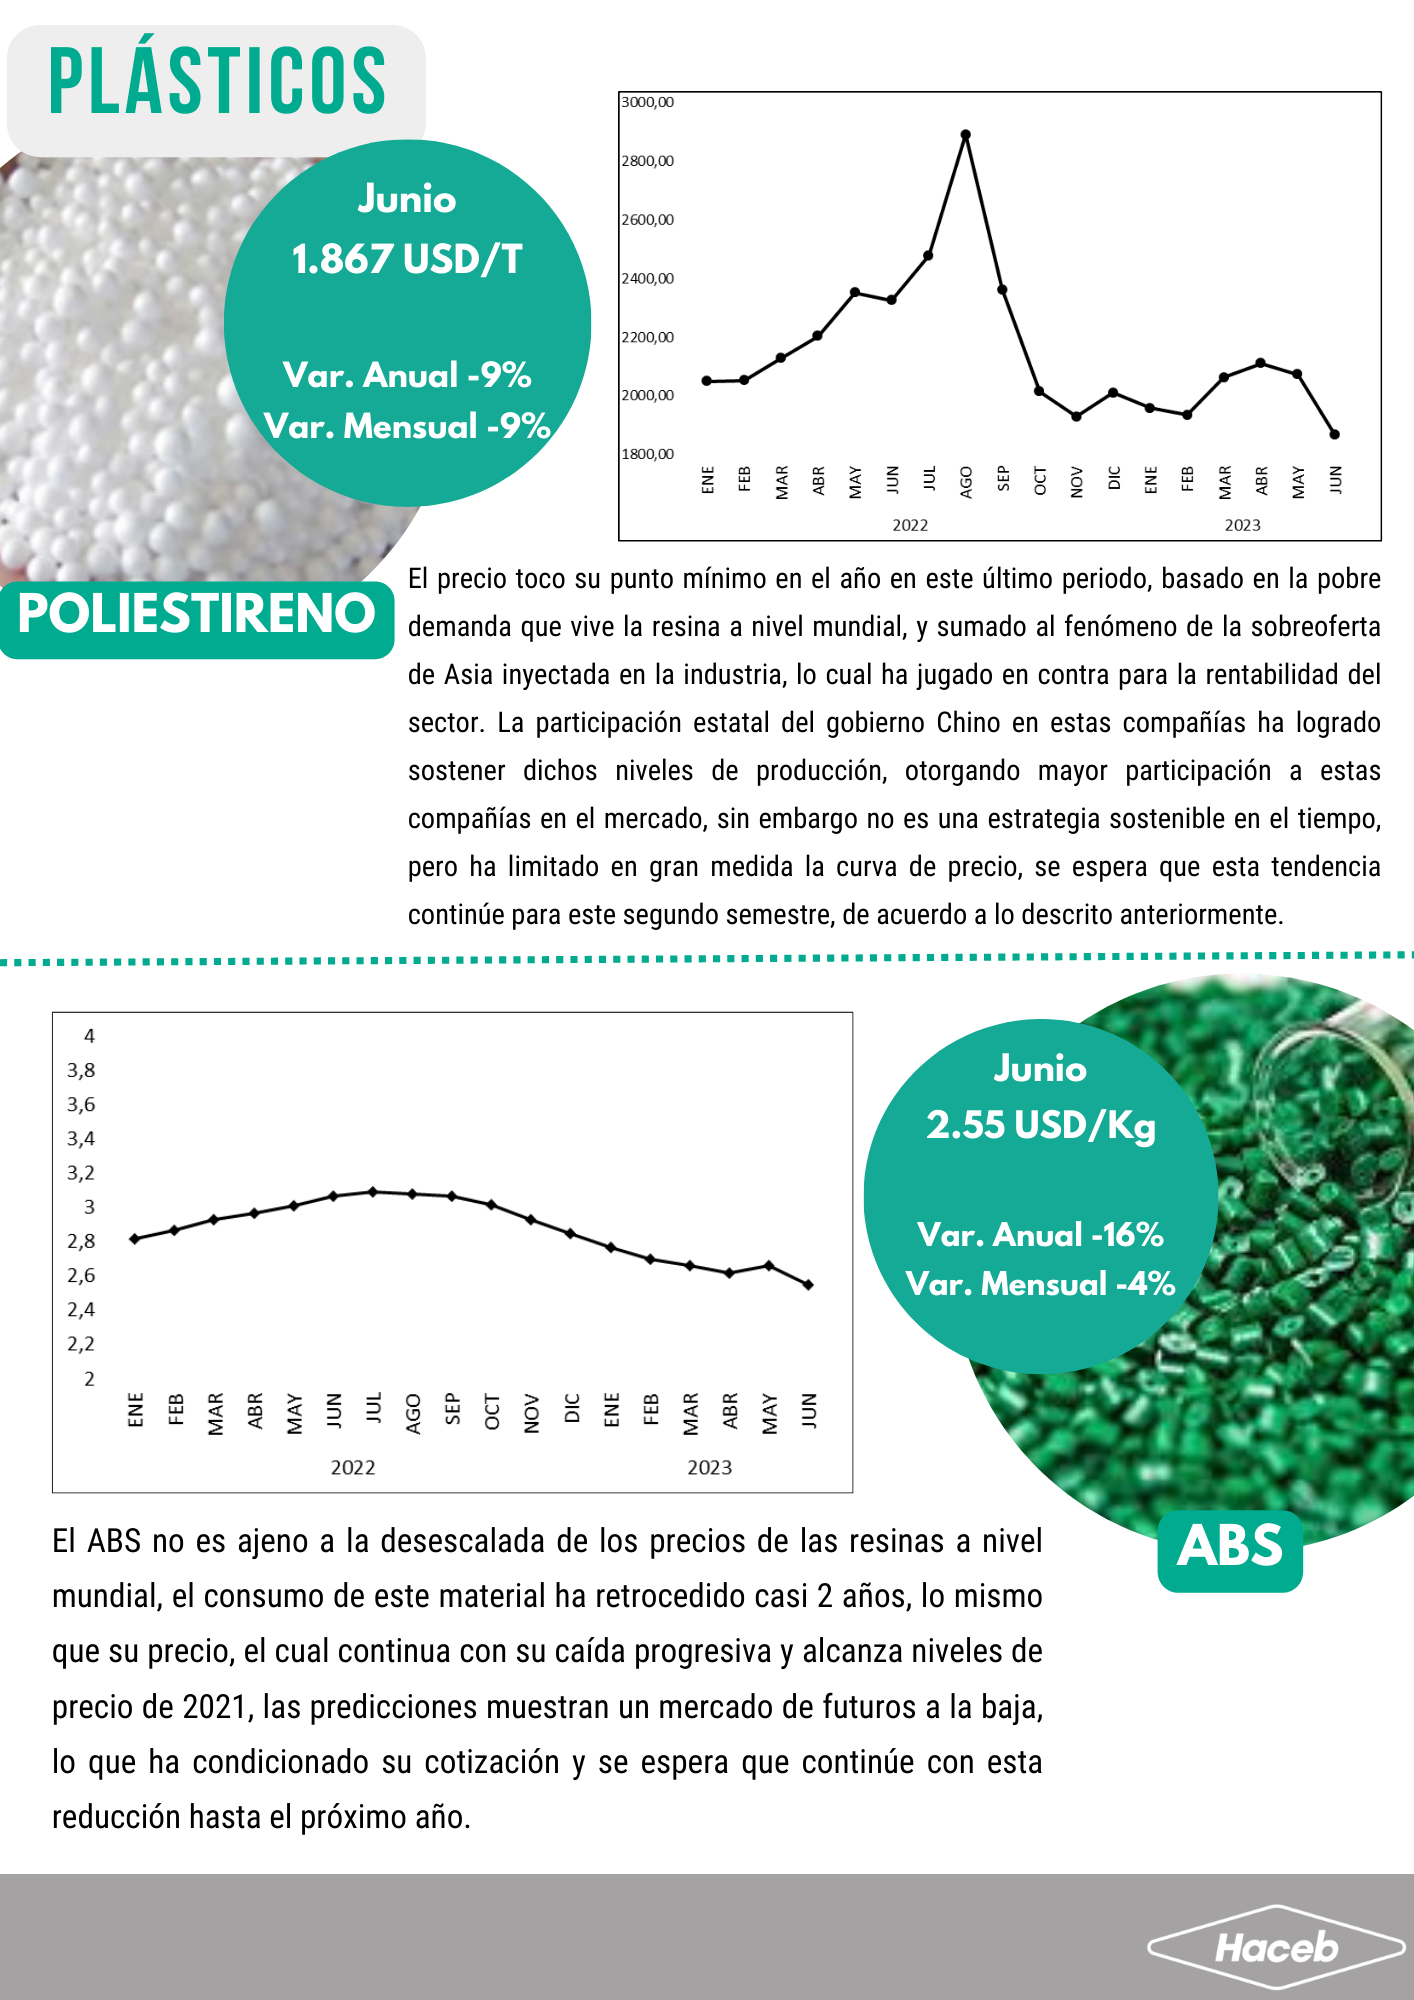 PLÁSTICOS
Junio
1.867 USD/T
Var. Anual -9%
Var. Mensual -9%
POLIESTIRENO
3000,00
2800,00
2600,00
2400,00
2200,00
2000,00
1800,00
ENE FEB MAR ABR MAY JUN JUL AGO SEP OCT NOV DIC ENE FEB MAR ABR MAY JUN
2022 2023
El precio toco su punto mínimo en el año en este último periodo, basado en la pobre
demanda que vive la resina a nivel mundial, y sumado al fenómeno de la sobreoferta
de Asia inyectada en la industria, lo cual ha jugado en contra para la rentabilidad del
sector. La participación estatal del gobierno Chino en estas compañías ha logrado
sostener dichos niveles de producción, otorgando mayor participación a estas
compañías en el mercado, sin embargo no es una estrategia sostenible en el tiempo,
pero ha limitado en gran medida la curva de precio, se espera que esta tendencia
continúe para este segundo semestre, de acuerdo a lo descrito anteriormente.
4
3,8
3,6
3,4
3,2
3
2,8
2,6
2,4
2,2
2
ENE FEB MAR ABR MAY JUN JUL AGO SEP OCT NOV DIC ENE FEB MAR ABR MAY JUN
2022 2023
Junio
2.55 USD/Kg
Var. Anual -16%
Var. Mensual -4%
ABS
El ABS no es ajeno a la desescalada de los precios de las resinas a nivel
mundial, el consumo de este material ha retrocedido casi 2 años, lo mismo
que su precio, el cual continua con su caída progresiva y alcanza niveles de
precio de 2021, las predicciones muestran un mercado de futuros a la baja,
lo que ha condicionado su cotización y se espera que continúe con esta
reducción hasta el próximo año.
Haceb